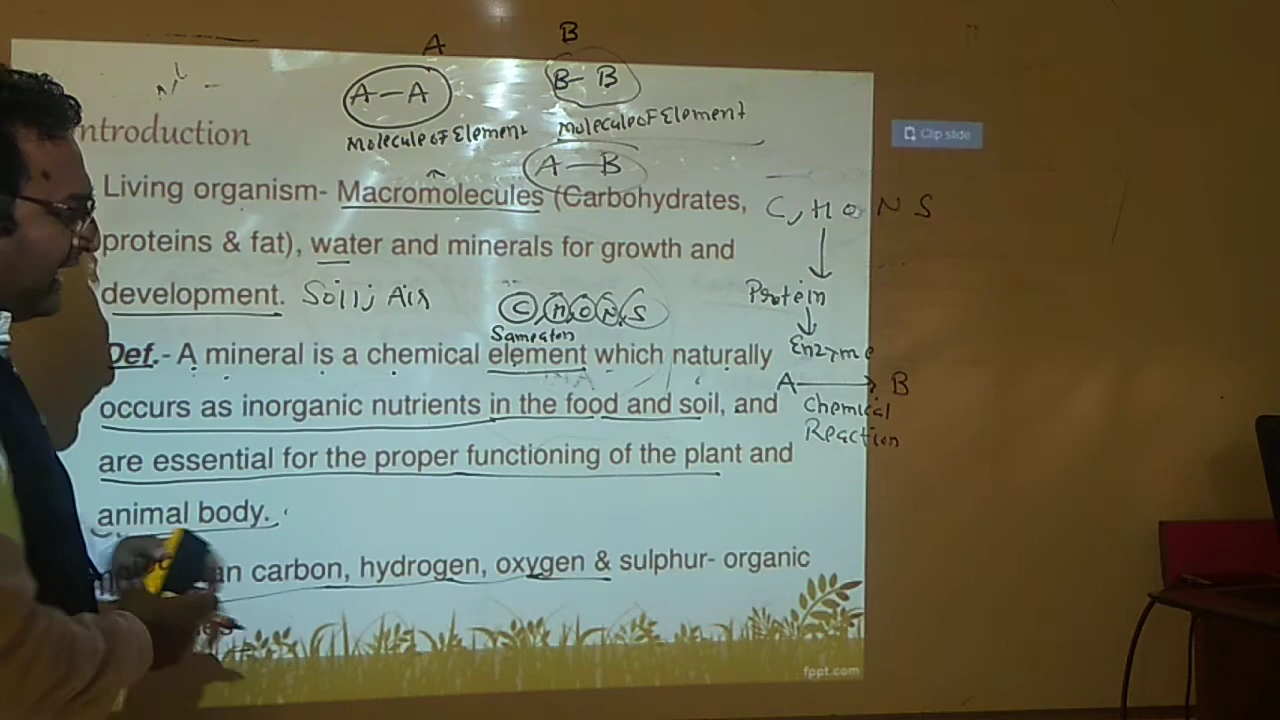 A B
A-A B-B
Molecule of Element Molecule of Element
ntroduction
A-B
Clip slide
Living organism- Macromolecules (Carbohydrates, C, H O N S
proteins & fat), water and minerals for growth and
development. Soil, Air C H O N S Protein
Enzyme
Def.- A mineral is a chemical element which naturally
A → B
occurs as inorganic nutrients in the food and soil, and Chemical
Reaction
are essential for the proper functioning of the plant and
animal body.
an carbon, hydrogen, oxygen & sulphur- organic
fppt.com